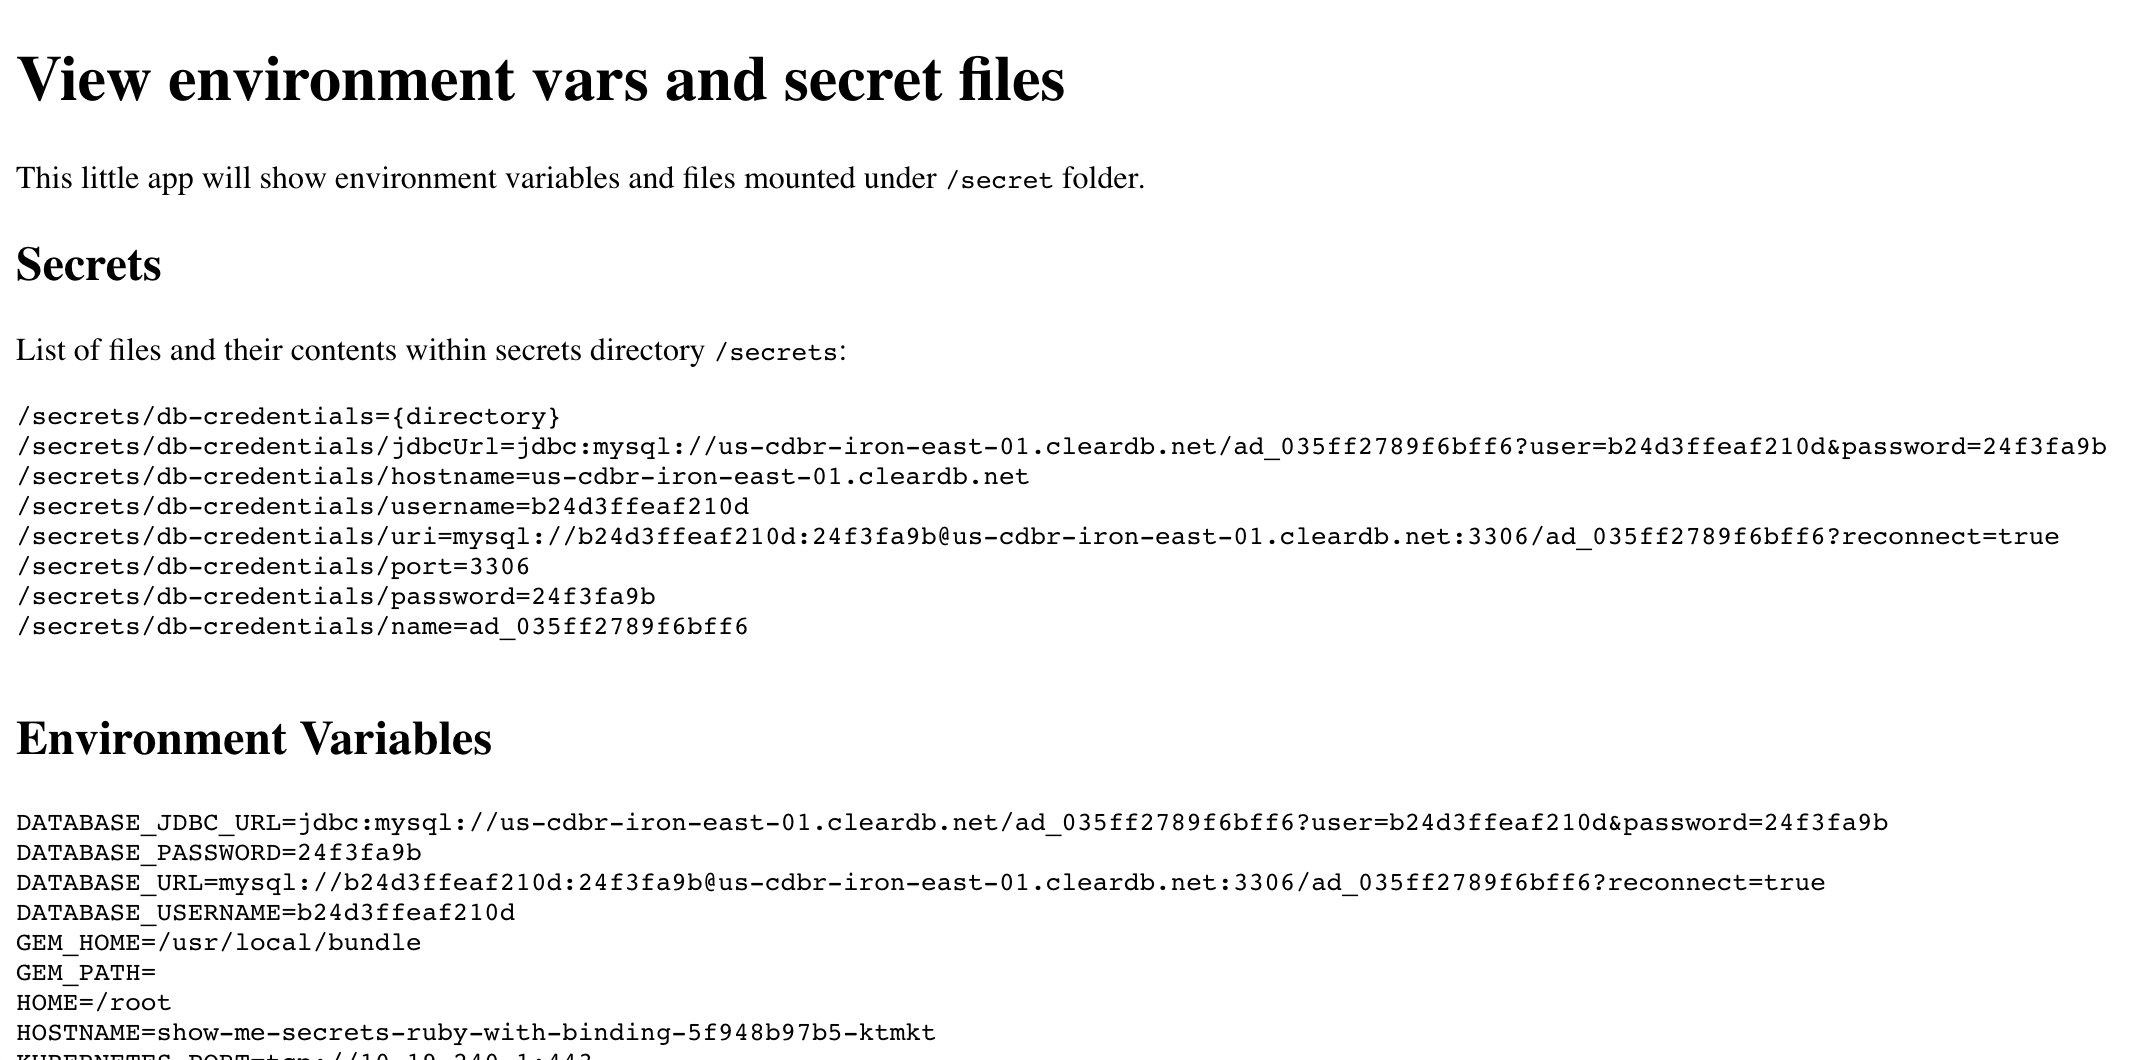 View environment vars and secret files
This little app will show environment variables and files mounted under /secret folder.
Secrets
List of files and their contents within secrets directory /secrets:
/secrets/db-credentials={directory}
/secrets/db-credentials/jdbcUrl=jdbc:mysql://us-cdbr-iron-east-01.cleardb.net/ad_035ff2789f6bff6?user=b24d3ffeaf210d&password=24f3fa9b
/secrets/db-credentials/hostname=us-cdbr-iron-east-01.cleardb.net
/secrets/db-credentials/username=b24d3ffeaf210d
/secrets/db-credentials/uri=mysql://b24d3ffeaf210d:24f3fa9b@us-cdbr-iron-east-01.cleardb.net:3306/ad_035ff2789f6bff6?reconnect=true
/secrets/db-credentials/port=3306
/secrets/db-credentials/password=24f3fa9b
/secrets/db-credentials/name=ad_035ff2789f6bff6
Environment Variables
DATABASE_JDBC_URL=jdbc:mysql://us-cdbr-iron-east-01.cleardb.net/ad_035ff2789f6bff6?user=b24d3ffeaf210d&password=24f3fa9b
DATABASE_PASSWORD=24f3fa9b
DATABASE_URL=mysql://b24d3ffeaf210d:24f3fa9b@us-cdbr-iron-east-01.cleardb.net:3306/ad_035ff2789f6bff6?reconnect=true
DATABASE_USERNAME=b24d3ffeaf210d
GEM_HOME=/usr/local/bundle
GEM_PATH=
HOME=/root
HOSTNAME=show-me-secrets-ruby-with-binding-5f948b97b5-ktmkt
KUBERNETES_PORT=tcp://10.19.240.1:443